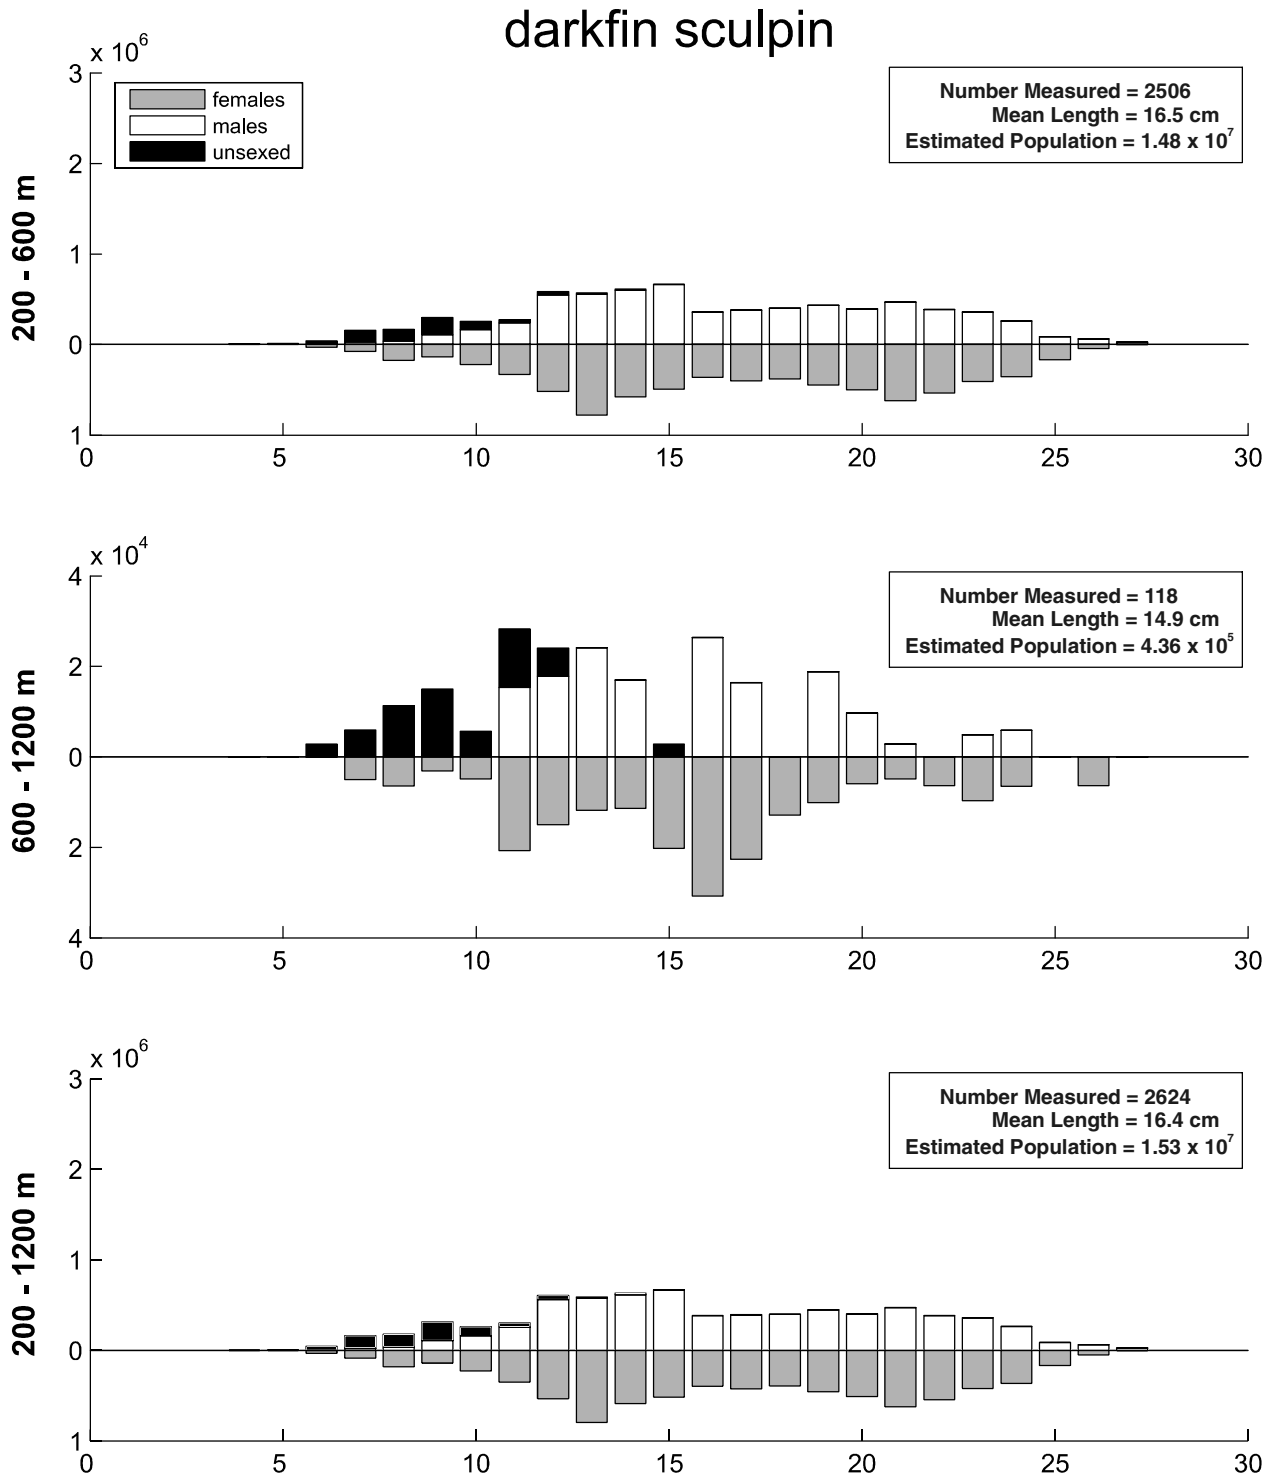 darkfin sculpin
x 10^6
3
2
1
0
1
0 5 10 15 20 25 30
200 - 600 m
females
males
unsexed
Number Measured = 2506
Mean Length = 16.5 cm
Estimated Population = 1.48 x 10^7
x 10^4
4
2
0
2
4
0 5 10 15 20 25 30
600 - 1200 m
Number Measured = 118
Mean Length = 14.9 cm
Estimated Population = 4.36 x 10^5
x 10^6
3
2
1
0
1
0 5 10 15 20 25 30
200 - 1200 m
Number Measured = 2624
Mean Length = 16.4 cm
Estimated Population = 1.53 x 10^7